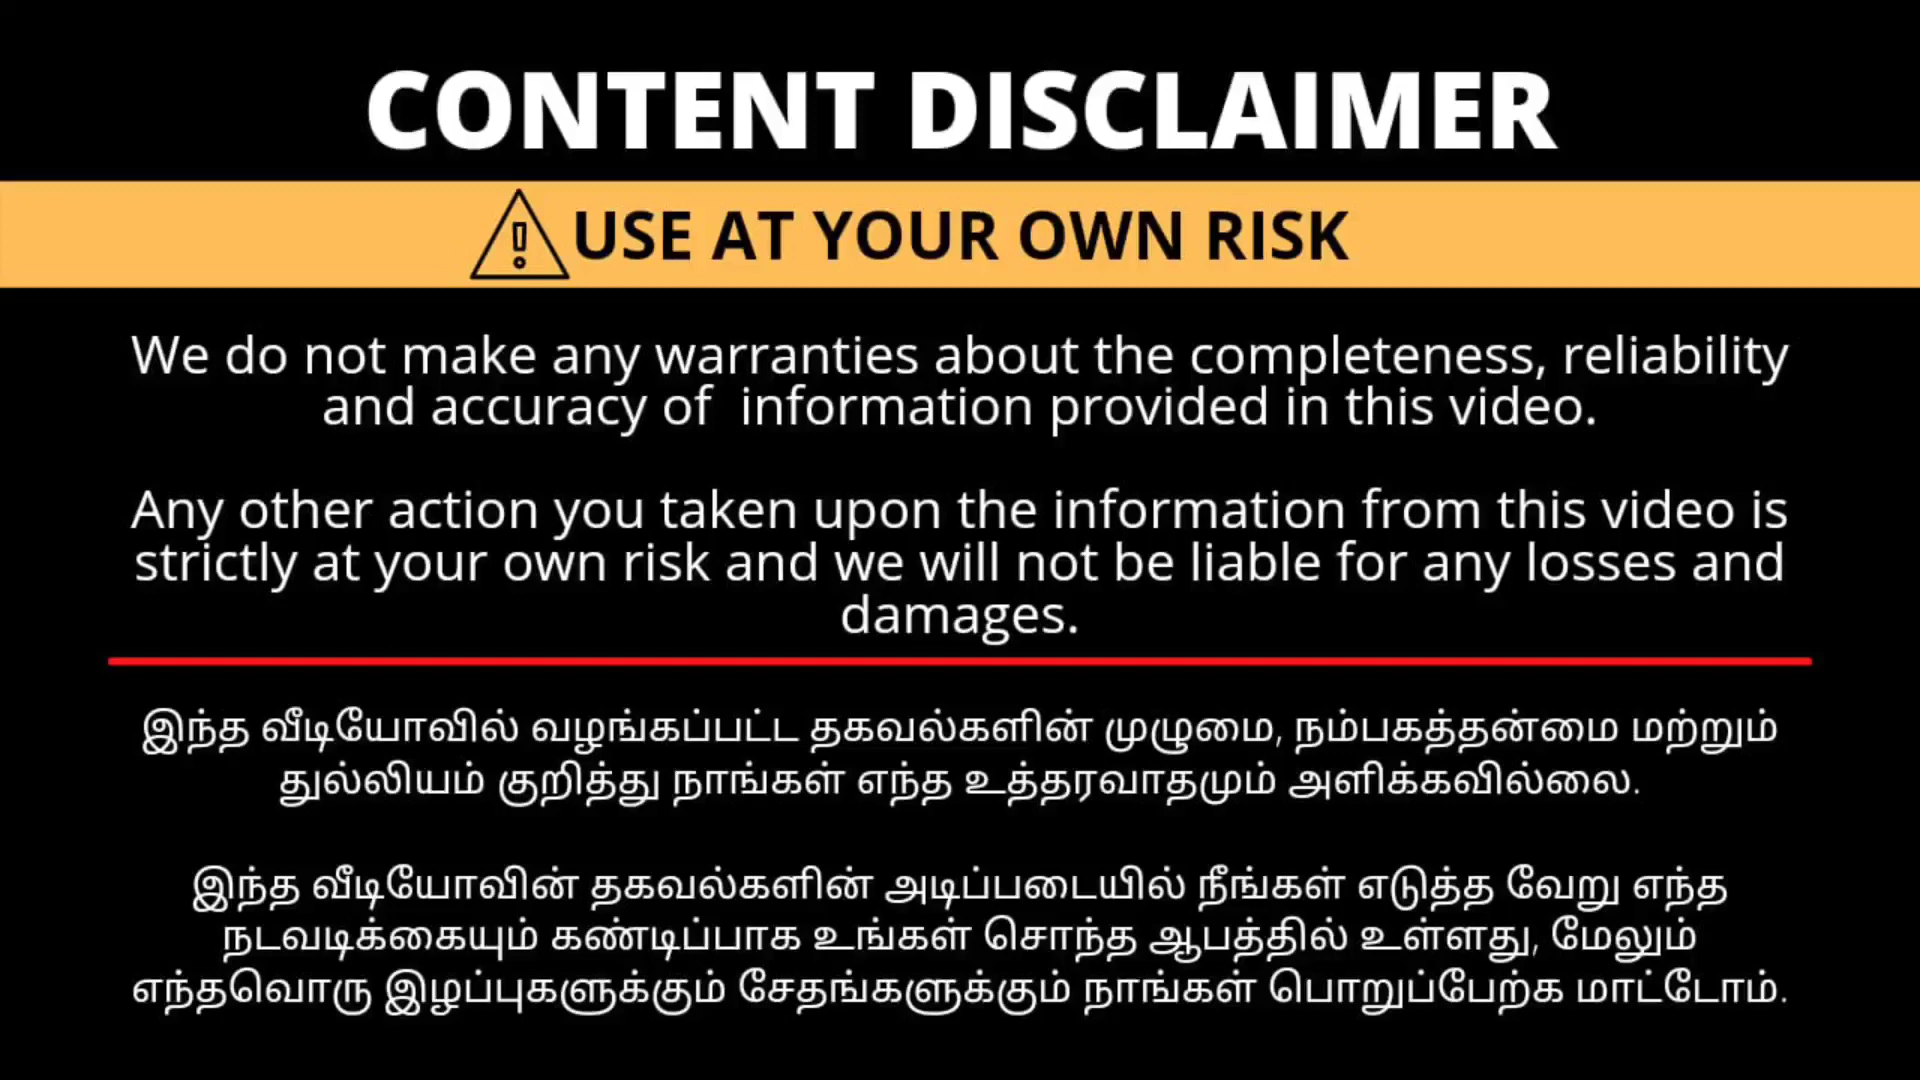 CONTENT DISCLAIMER
USE AT YOUR OWN RISK
We do not make any warranties about the completeness, reliability
and accuracy of  information provided in this video.
Any other action you taken upon the information from this video is
strictly at your own risk and we will not be liable for any losses and
damages.
இந்த வீடியோவில் வழங்கப்பட்ட தகவல்களின் முழுமை, நம்பகத்தன்மை மற்றும்
துல்லியம் குறித்து நாங்கள் எந்த உத்தரவாதமும் அளிக்கவில்லை.
இந்த வீடியோவின் தகவல்களின் அடிப்படையில் நீங்கள் எடுத்த வேறு எந்த
நடவடிக்கையும் கண்டிப்பாக உங்கள் சொந்த ஆபத்தில் உள்ளது, மேலும்
எந்தவொரு இழப்புகளுக்கும் சேதங்களுக்கும் நாங்கள் பொறுப்பேற்க மாட்டோம்.